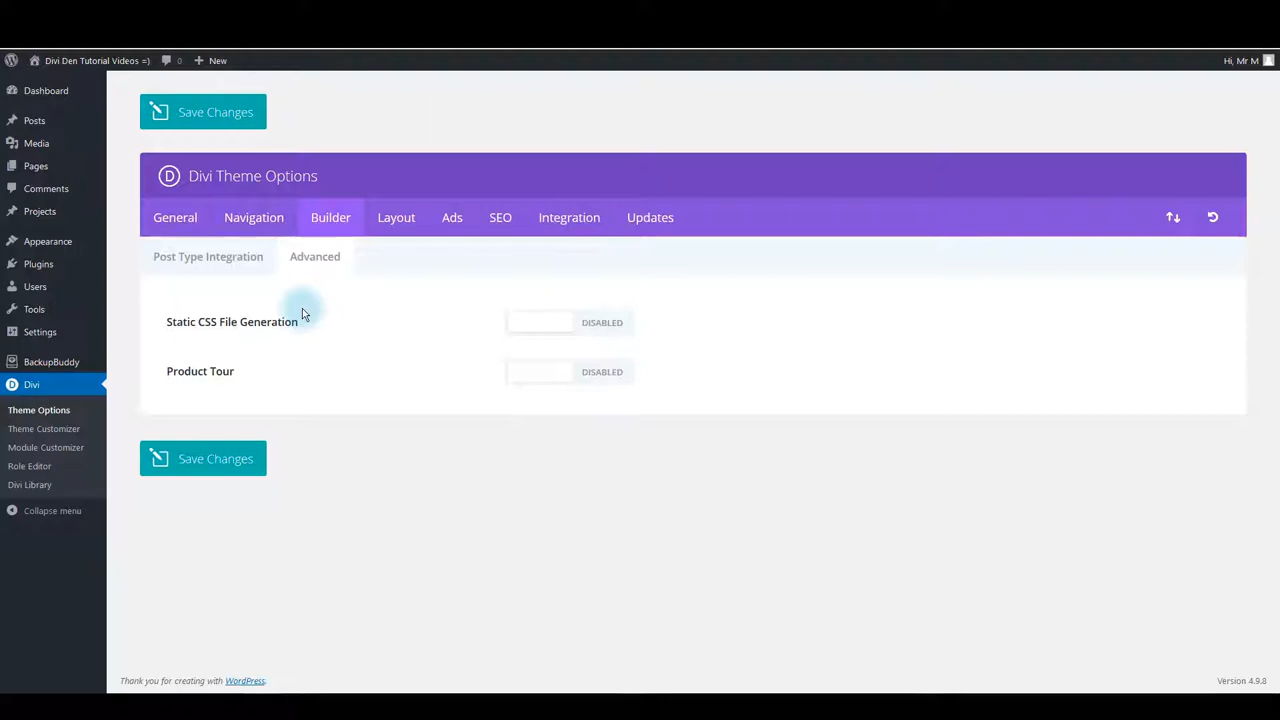 Divi Den Tutorial Videos =) 0 New Hi, Mr M
Dashboard
Posts
Media
Pages
Comments
Projects
Appearance
Plugins
Users
Tools
Settings
BackupBuddy
Divi
Theme Options
Theme Customizer
Module Customizer
Role Editor
Divi Library
Collapse menu
Save Changes
D Divi Theme Options
General Navigation Builder Layout Ads SEO Integration Updates
Post Type Integration Advanced
Static CSS File Generation DISABLED
Product Tour DISABLED
Save Changes
Thank you for creating with WordPress. Version 4.9.8